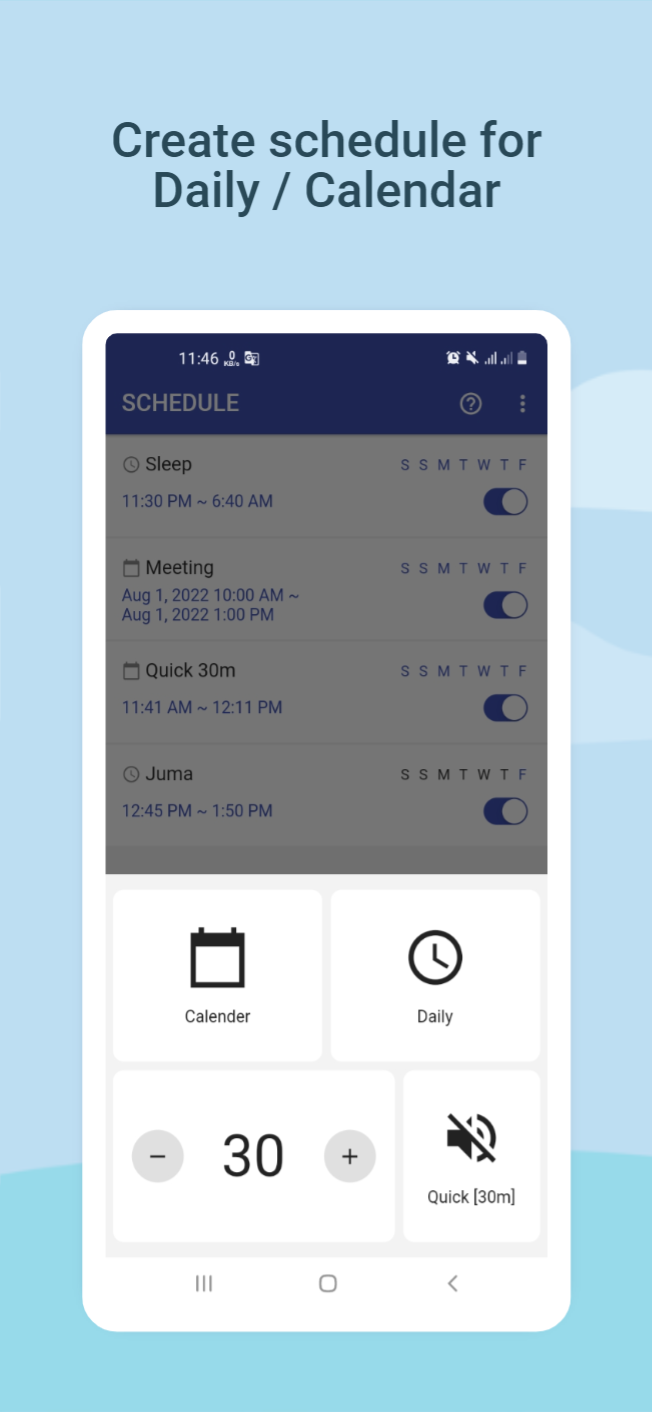 Create schedule for
Daily / Calendar
11:46 0 KB/s
SCHEDULE
Sleep S S M T W T F
11:30 PM ~ 6:40 AM
Meeting S S M T W T F
Aug 1, 2022 10:00 AM ~
Aug 1, 2022 1:00 PM
Quick 30m S S M T W T F
11:41 AM ~ 12:11 PM
Juma S S M T W T F
12:45 PM ~ 1:50 PM
Calender Daily
− 30 +
Quick [30m]